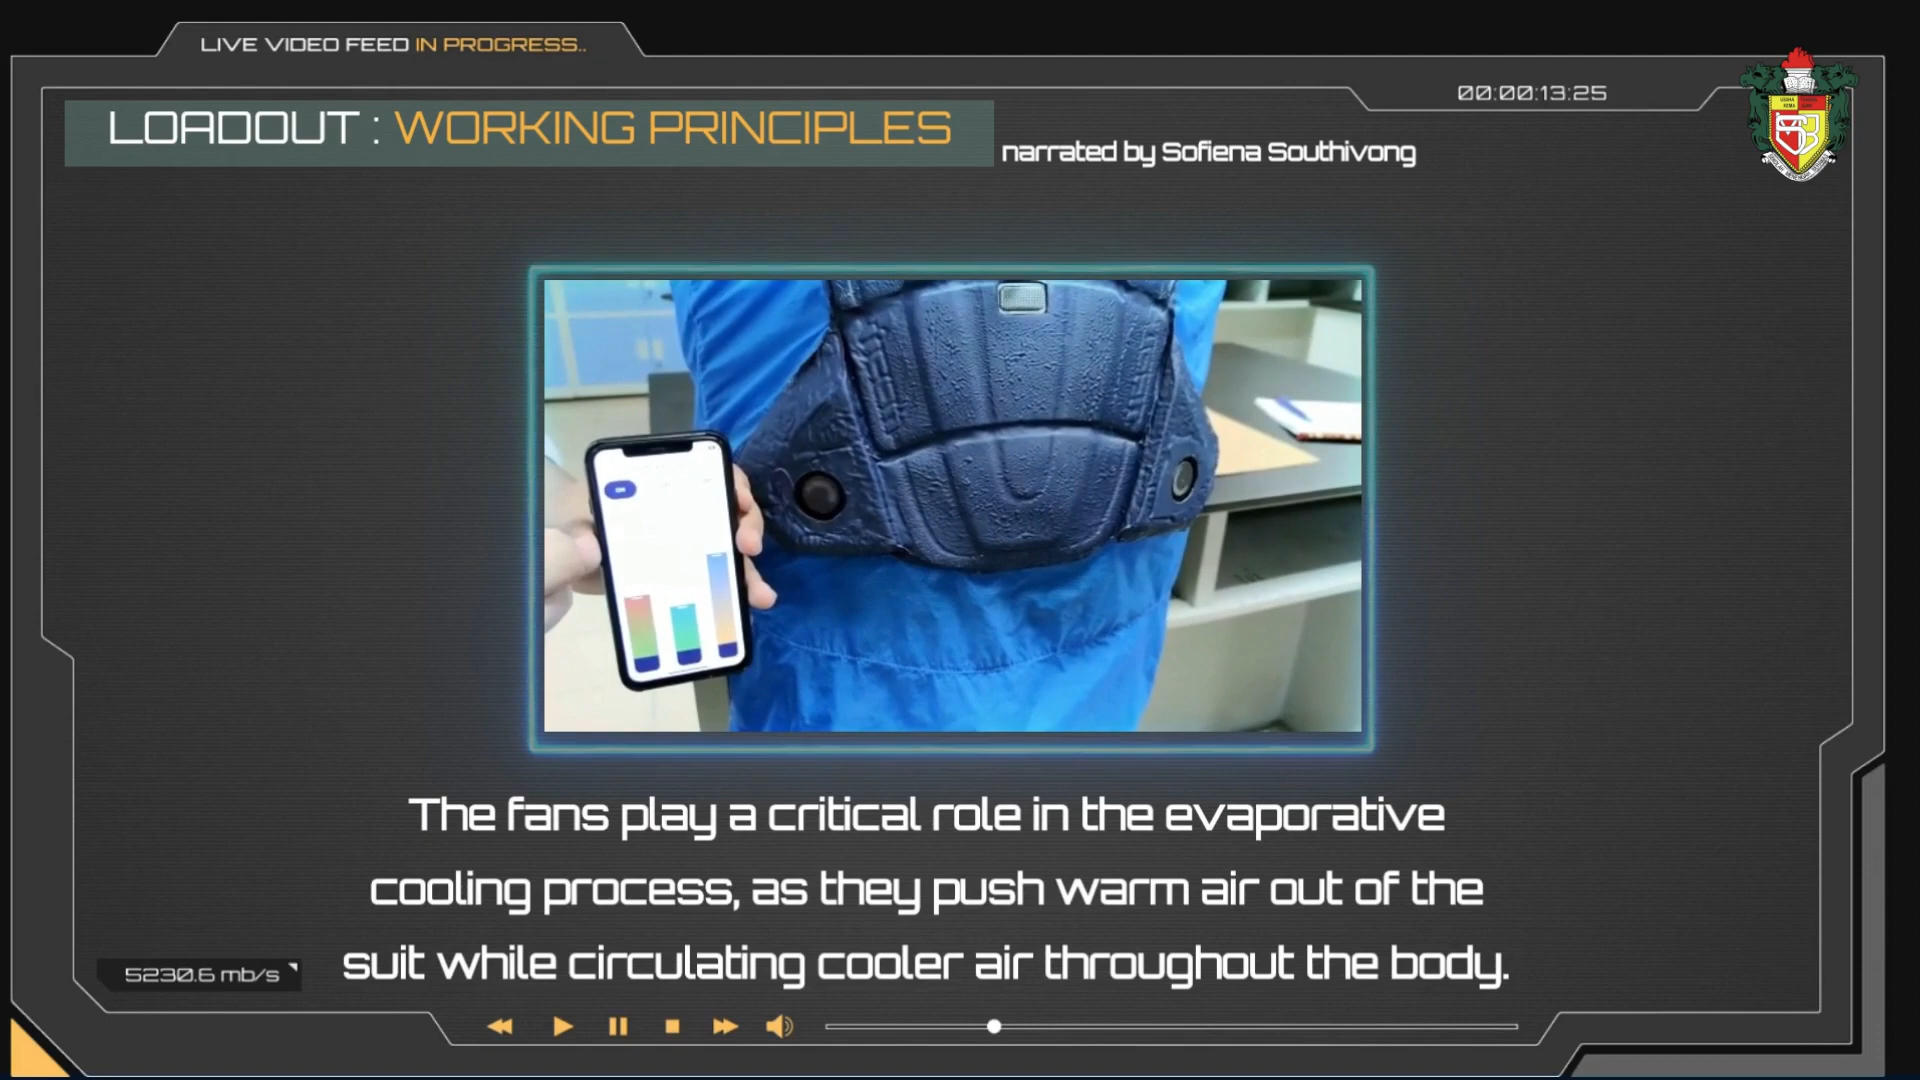 LIVE VIDEO FEED IN PROGRESS..
00:00:13:25
LOADOUT : WORKING PRINCIPLES
narrated by Sofiena Southivong
The fans play a critical role in the evaporative
cooling process, as they push warm air out of the
suit while circulating cooler air throughout the body.
5230.6 mb/s